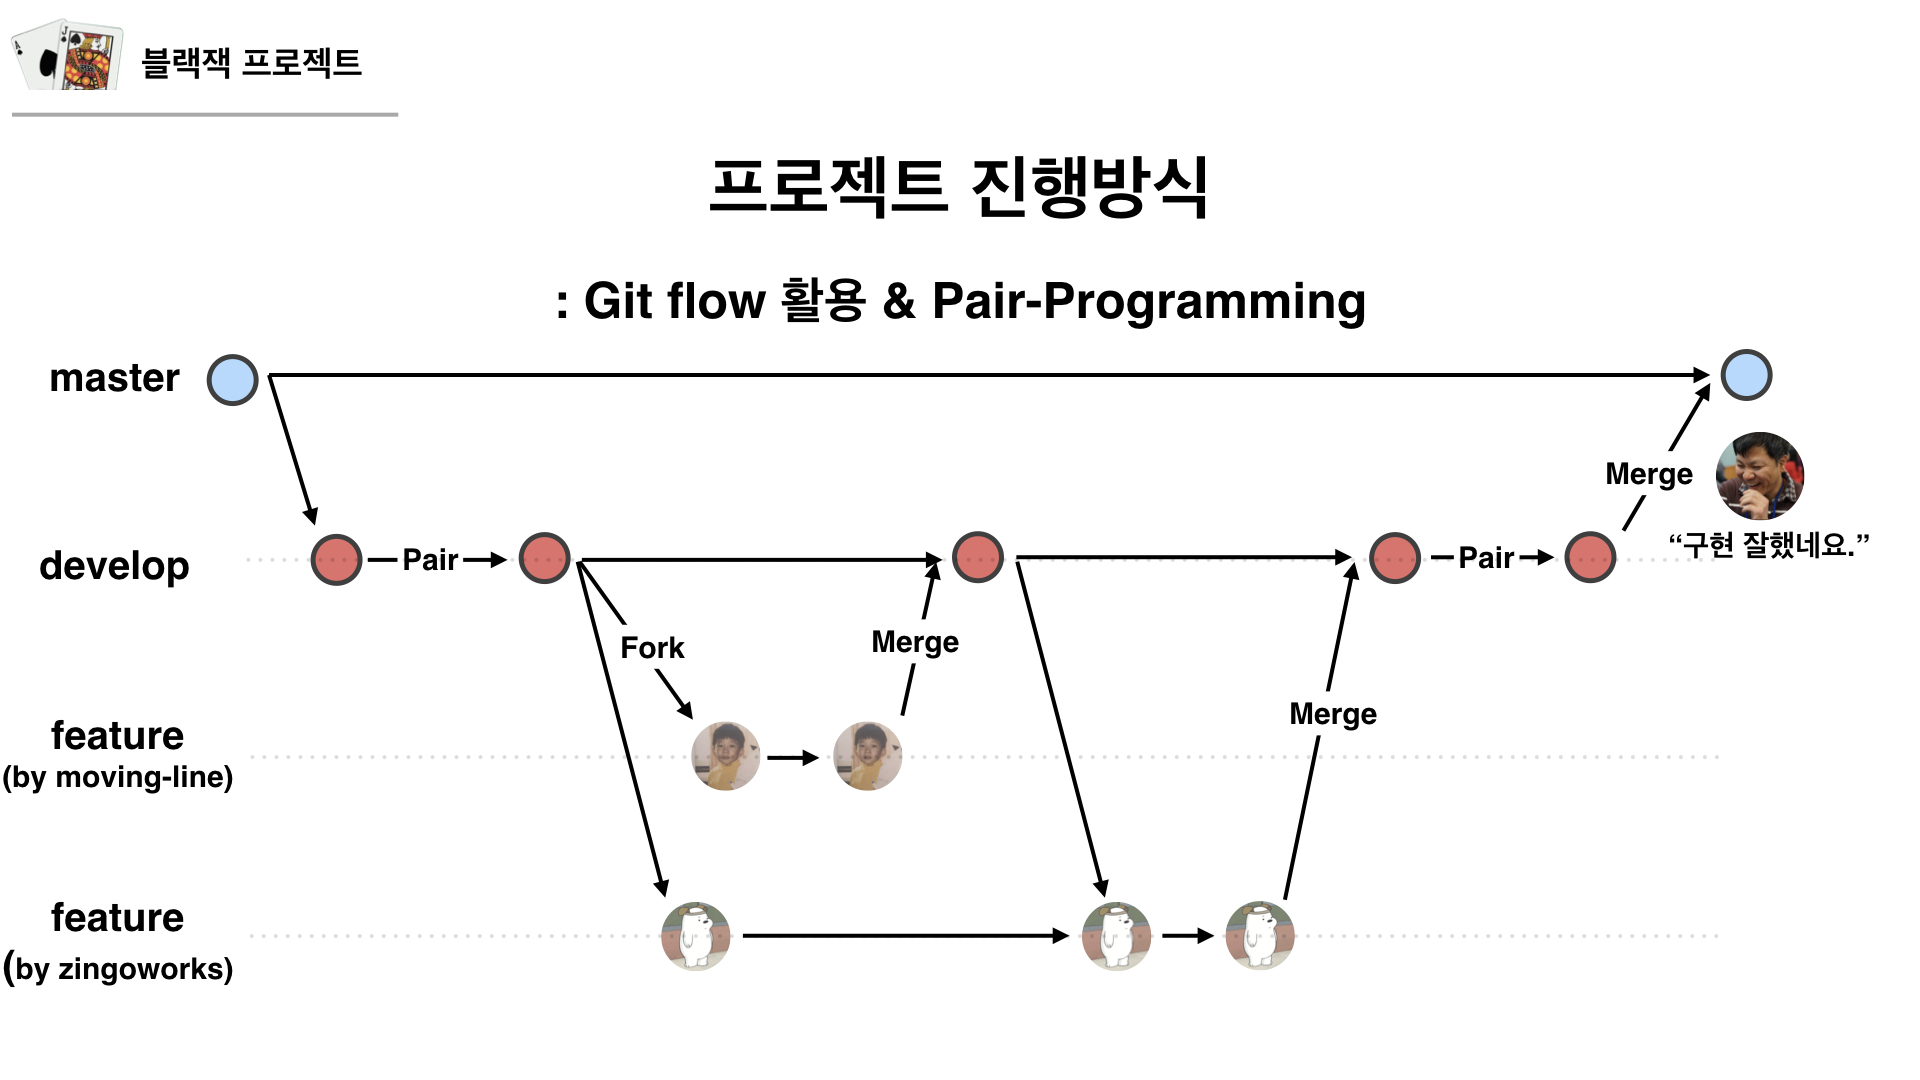 블랙잭 프로젝트
프로젝트 진행방식
: Git flow 활용 & Pair-Programming
master
Merge
“구현 잘했네요.”
develop
Pair
Pair
Fork
Merge
Merge
feature
(by moving-line)
feature
(by zingoworks)